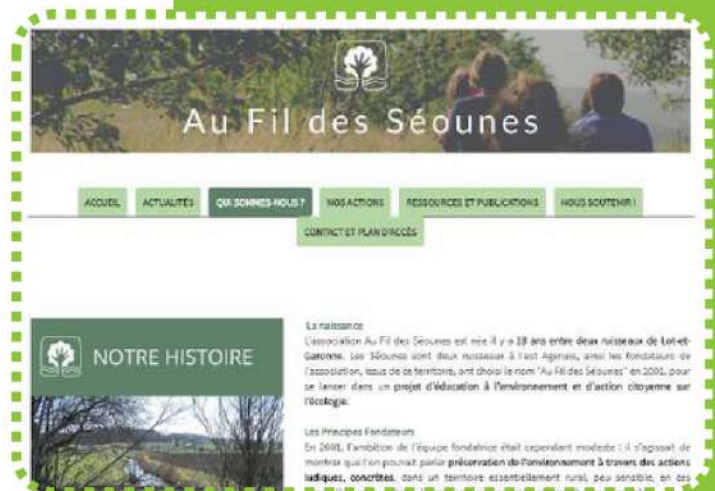 Au Fil des Séounes
ACCUEIL ACTUALITÉS QUI SOMMES-NOUS ? NOS ACTIONS RESSOURCES ET PUBLICATIONS NOUS SOUTENIR !
CONTACT ET PLAN D'ACCÈS
NOTRE HISTOIRE
La naissance
L'association Au Fil des Séounes est née il y a 18 ans entre deux ruisseaux de Lot-et-
Garonne. Les Séounes sont deux ruisseaux à l'est Agenais, ainsi les fondateurs de
l'association, issus de ce territoire, ont choisi le nom "Au Fil des Séounes" en 2001, pour
se lancer dans un projet d'éducation à l'environnement et d'action citoyenne sur
l'écologie.
Les Principes Fondateurs
En 2001, l'ambition de l'équipe fondatrice était cependant modeste : il s'agissait de
montrer que l'on pouvait parler préservation de l'environnement à travers des actions
ludiques, concrètes, dans un territoire essentiellement rural, peu sensible, en ces